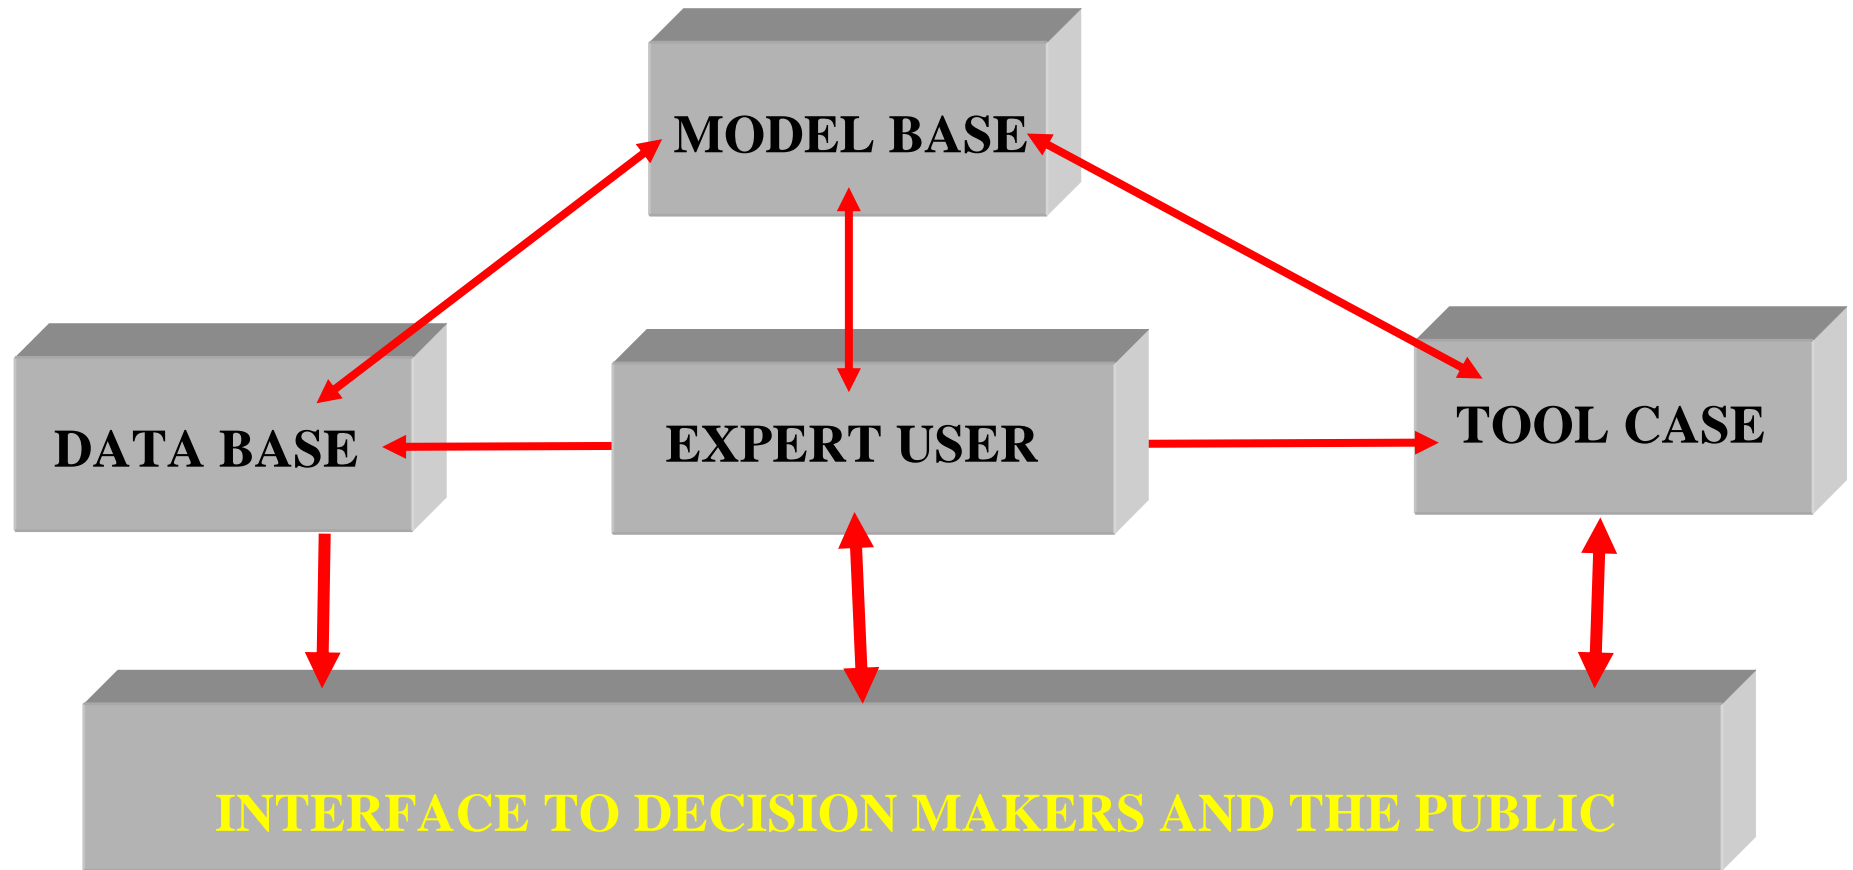 MODEL BASE
DATA BASE
EXPERT USER
TOOL CASE
INTERFACE TO DECISION MAKERS AND THE PUBLIC